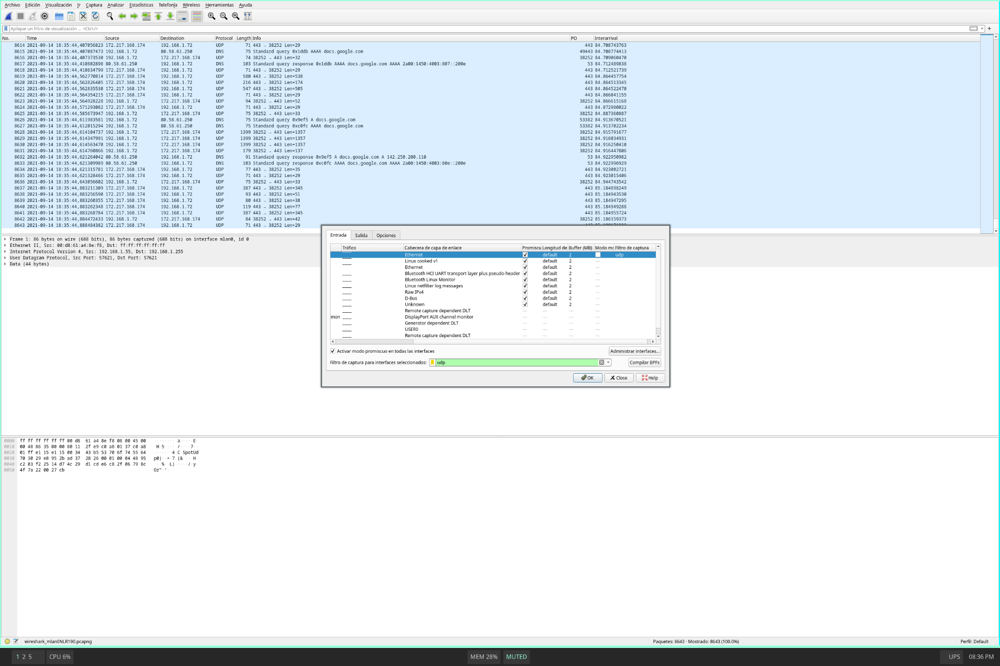 Archivo Edición Visualización Ir Captura Analizar Estadísticas Telefonía Wireless Herramientas Ayuda
Aplique un filtro de visualización ... <Ctrl-/>
No. Time Source Destination Protocol Length Info PO Interarrival
8614 2021-09-14 18:35:44,407056823 172.217.168.174 192.168.1.72 UDP 71 443 → 38252 Len=29 443 84.708743763
8615 2021-09-14 18:35:44,407087473 192.168.1.72 80.58.61.250 DNS 75 Standard query 0x1ddb AAAA docs.google.com 49443 84.708774413
8616 2021-09-14 18:35:44,407373530 192.168.1.72 172.217.168.174 UDP 74 38252 → 443 Len=32 38252 84.709060470
8617 2021-09-14 18:35:44,410802898 80.58.61.250 192.168.1.72 DNS 103 Standard query response 0x1ddb AAAA docs.google.com AAAA 2a00:1450:4003:807::200e 53 84.712489838
8618 2021-09-14 18:35:44,410834799 172.217.168.174 192.168.1.72 UDP 71 443 → 38252 Len=29 443 84.712521739
8619 2021-09-14 18:35:44,562770814 172.217.168.174 192.168.1.72 UDP 580 443 → 38252 Len=538 443 84.864457754
8620 2021-09-14 18:35:44,562826405 172.217.168.174 192.168.1.72 UDP 216 443 → 38252 Len=174 443 84.864513345
8621 2021-09-14 18:35:44,562835530 172.217.168.174 192.168.1.72 UDP 547 443 → 38252 Len=505 443 84.864522470
8622 2021-09-14 18:35:44,564354215 172.217.168.174 192.168.1.72 UDP 71 443 → 38252 Len=29 443 84.866041155
8623 2021-09-14 18:35:44,564928228 192.168.1.72 172.217.168.174 UDP 94 38252 → 443 Len=52 38252 84.866615168
8624 2021-09-14 18:35:44,571293082 172.217.168.174 192.168.1.72 UDP 71 443 → 38252 Len=29 443 84.872980022
8625 2021-09-14 18:35:44,585673947 192.168.1.72 172.217.168.174 UDP 75 38252 → 443 Len=33 38252 84.887360887
8626 2021-09-14 18:35:44,611983581 192.168.1.72 80.58.61.250 DNS 75 Standard query 0x9ef5 A docs.google.com 53382 84.913670521
8627 2021-09-14 18:35:44,612015294 192.168.1.72 80.58.61.250 DNS 75 Standard query 0xc0fc AAAA docs.google.com 53382 84.913702234
8628 2021-09-14 18:35:44,614104737 192.168.1.72 172.217.168.174 UDP 1399 38252 → 443 Len=1357 38252 84.915791677
8629 2021-09-14 18:35:44,614347991 192.168.1.72 172.217.168.174 UDP 1399 38252 → 443 Len=1357 38252 84.916034931
8630 2021-09-14 18:35:44,614563470 192.168.1.72 172.217.168.174 UDP 1399 38252 → 443 Len=1357 38252 84.916250410
8631 2021-09-14 18:35:44,614760866 192.168.1.72 172.217.168.174 UDP 179 38252 → 443 Len=137 38252 84.916447806
8632 2021-09-14 18:35:44,621264042 80.58.61.250 192.168.1.72 DNS 91 Standard query response 0x9ef5 A docs.google.com A 142.250.200.110 53 84.922950982
8633 2021-09-14 18:35:44,621309989 80.58.61.250 192.168.1.72 DNS 103 Standard query response 0xc0fc AAAA docs.google.com AAAA 2a00:1450:4003:80e::200e 53 84.922996929
8634 2021-09-14 18:35:44,621315781 172.217.168.174 192.168.1.72 UDP 77 443 → 38252 Len=35 443 84.923002721
8635 2021-09-14 18:35:44,621328466 172.217.168.174 192.168.1.72 UDP 71 443 → 38252 Len=29 443 84.923015406
8636 2021-09-14 18:35:44,643056602 192.168.1.72 172.217.168.174 UDP 75 38252 → 443 Len=33 38252 84.944743542
8637 2021-09-14 18:35:44,883211309 172.217.168.174 192.168.1.72 UDP 387 443 → 38252 Len=345 443 85.184898249
8638 2021-09-14 18:35:44,883256590 172.217.168.174 192.168.1.72 UDP 93 443 → 38252 Len=51 443 85.184943530
8639 2021-09-14 18:35:44,883260355 172.217.168.174 192.168.1.72 UDP 80 443 → 38252 Len=38 443 85.184947295
8640 2021-09-14 18:35:44,883262348 172.217.168.174 192.168.1.72 UDP 119 443 → 38252 Len=77 443 85.184949288
8641 2021-09-14 18:35:44,883268784 172.217.168.174 192.168.1.72 UDP 387 443 → 38252 Len=345 443 85.184955724
8642 2021-09-14 18:35:44,884472433 192.168.1.72 172.217.168.174 UDP 84 38252 → 443 Len=42 38252 85.186159373
8643 2021-09-14 18:35:44,888484382 172.217.168.174 192.168.1.72 UDP 71 443 → 38252 Len=29
Frame 1: 86 bytes on wire (688 bits), 86 bytes captured (688 bits) on interface mlan0, id 0
Ethernet II, Src: 00:d8:61:a4:8e:f8, Dst: ff:ff:ff:ff:ff:ff
Internet Protocol Version 4, Src: 192.168.1.55, Dst: 192.168.1.255
User Datagram Protocol, Src Port: 57621, Dst Port: 57621
Data (44 bytes)
Entrada Salida Opciones
Tráfico Cabecera de capa de enlace Promiscu Longitud de Buffer (MB) Modo mc Filtro de captura
Ethernet default 2 udp
Linux cooked v1 default 2 —
Ethernet default 2 —
Bluetooth HCI UART transport layer plus pseudo-header default 2 —
Bluetooth Linux Monitor default 2 —
Linux netfilter log messages default 2 —
Raw IPv4 default 2 —
D-Bus default 2 —
Unknown default 2 —
Remote capture dependent DLT — — —
:mon DisplayPort AUX channel monitor — — —
Generator dependent DLT — — —
USER0 — — —
Remote capture dependent DLT — — —
Activar modo promiscuo en todas las interfaces Administrar interfaces...
Filtro de captura para interfaces seleccionados: udp Compilar BPFs
OK Close Help
0000 ff ff ff ff ff ff 00 d8 61 a4 8e f8 08 00 45 00 ········ a·····E·
0010 00 48 86 35 00 00 80 11 2f e9 c0 a8 01 37 c0 a8 ·H·5···· /····7··
0020 01 ff e1 15 e1 15 00 34 43 b5 53 70 6f 74 55 64 ·······4 C·SpotUd
0030 70 30 29 e8 95 2b ad 37 28 26 00 01 00 04 48 95 p0)··+·7 (&····H·
0040 c2 03 f2 25 14 d7 4c 29 d1 cd e6 c8 2f 06 79 8c ···%··L) ····/·y·
0050 4f 7a 22 00 27 cb Oz"·'·
wireshark_mlan0NLR190.pcapng Paquetes: 8643 · Mostrado: 8643 (100.0%) Perfil: Default
1 2 5 CPU 6% MEM 28% MUTED UPS 08:36 PM